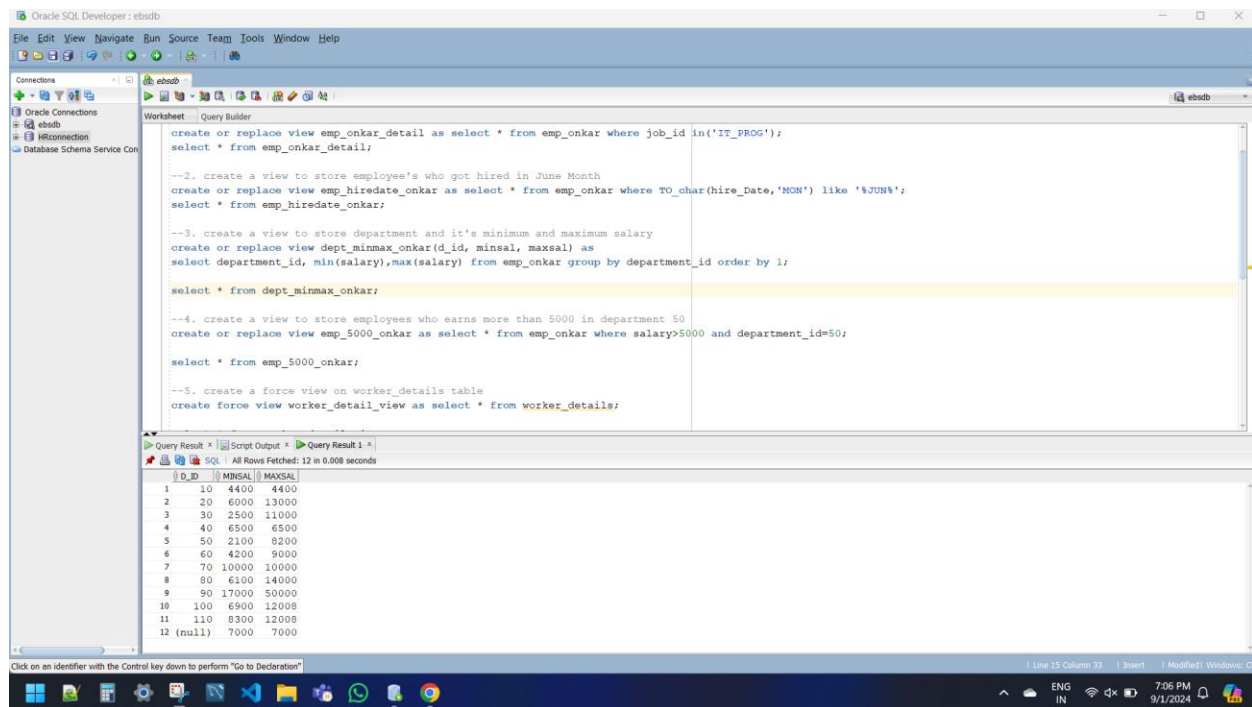 Oracle SQL Developer : ebsdb
File Edit View Navigate Run Source Team Tools Window Help
Connections
Oracle Connections
ebsdb
HRconnection
Database Schema Service Con
ebsdb
ebsdb
Worksheet Query Builder
create or replace view emp_onkar_detail as select * from emp_onkar where job_id in('IT_PROG');
select * from emp_onkar_detail;
--2. create a view to store employee's who got hired in June Month
create or replace view emp_hiredate_onkar as select * from emp_onkar where TO_char(hire_Date,'MON') like '%JUN%';
select * from emp_hiredate_onkar;
--3. create a view to store department and it's minimum and maximum salary
create or replace view dept_minmax_onkar(d_id, minsal, maxsal) as
select department_id, min(salary),max(salary) from emp_onkar group by department_id order by 1;
select * from dept_minmax_onkar;
--4. create a view to store employees who earns more than 5000 in department 50
create or replace view emp_5000_onkar as select * from emp_onkar where salary>5000 and department_id=50;
select * from emp_5000_onkar;
--5. create a force view on worker_details table
create force view worker_detail_view as select * from worker_details;
Query Result Script Output Query Result 1
SQL All Rows Fetched: 12 in 0.008 seconds
D_ID MINSAL MAXSAL
1 10 4400 4400
2 20 6000 13000
3 30 2500 11000
4 40 6500 6500
5 50 2100 8200
6 60 4200 9000
7 70 10000 10000
8 80 6100 14000
9 90 17000 50000
10 100 6900 12008
11 110 8300 12008
12 (null) 7000 7000
Click on an identifier with the Control key down to perform "Go to Declaration"
Line 15 Column 33 Insert Modified Windows: C
ENG 7:06 PM
IN 9/1/2024